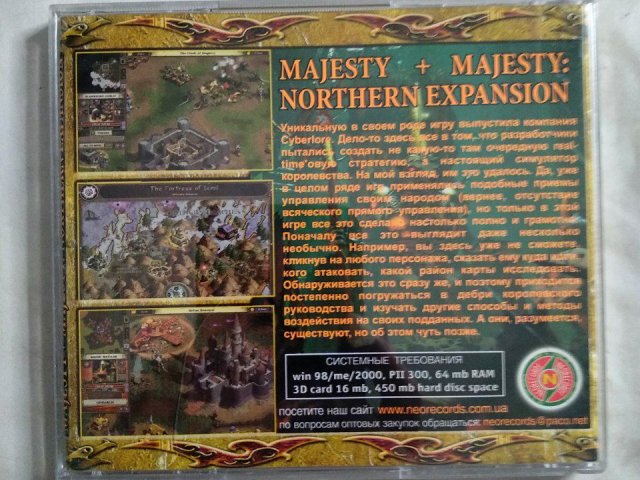 MAJESTY + MAJESTY:
NORTHERN EXPANSION
Уникальную в своем роде игру выпустила компания
Cyberlore. Дело-то здесь все в том, что разработчики
пытались создать не какую-то там очередную real-
time'овую стратегию, а настоящий симулятор
королевства. На мой взгляд, им это удалось. Да, уже
в целом ряде игр применялись подобные приемы
управления своим народом (вернее, отсутствие
всяческого прямого управления), но только в этой
игре все это сделано настолько полно и грамотно.
Поначалу все это выглядит даже несколько
необычно. Например, вы здесь уже не сможете,
кликнув на любого персонажа, сказать ему куда идти,
кого атаковать, какой район карты исследовать.
Обнаруживается это сразу же, и поэтому приходится
постепенно погружаться в дебри королевского
руководства и изучать другие способы и методы
воздействия на своих подданных. А они, разумеется,
существуют, но об этом чуть позже.
The Fortress of Ixmil
СИСТЕМНЫЕ ТРЕБОВАНИЯ
win 98/me/2000, PII 300, 64 mb RAM
3D card 16 mb, 450 mb hard disc space
N
посетите наш сайт www.neorecords.com.ua
по вопросам оптовых закупок обращаться: neorecords@paco.net